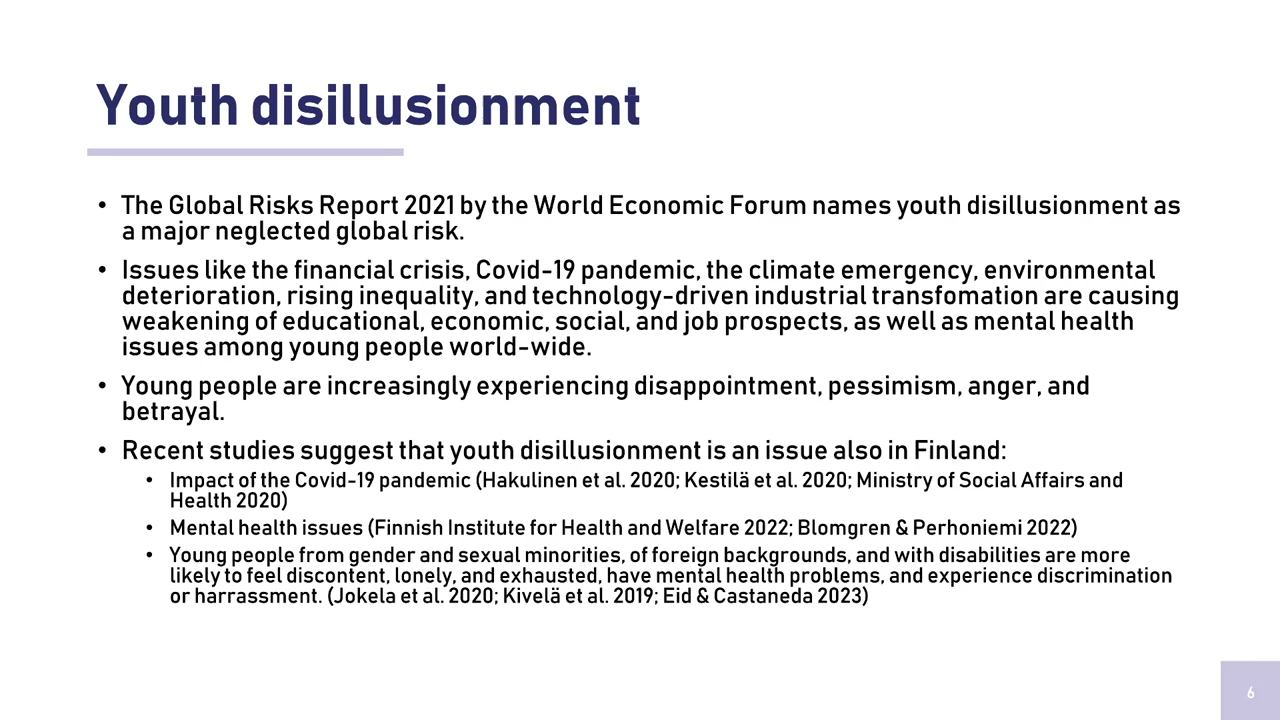 Youth disillusionment
• The Global Risks Report 2021 by the World Economic Forum names youth disillusionment as
a major neglected global risk.
• Issues like the financial crisis, Covid-19 pandemic, the climate emergency, environmental
deterioration, rising inequality, and technology-driven industrial transfomation are causing
weakening of educational, economic, social, and job prospects, as well as mental health
issues among young people world-wide.
• Young people are increasingly experiencing disappointment, pessimism, anger, and
betrayal.
• Recent studies suggest that youth disillusionment is an issue also in Finland:
• Impact of the Covid-19 pandemic (Hakulinen et al. 2020; Kestilä et al. 2020; Ministry of Social Affairs and
Health 2020)
• Mental health issues (Finnish Institute for Health and Welfare 2022; Blomgren & Perhoniemi 2022)
• Young people from gender and sexual minorities, of foreign backgrounds, and with disabilities are more
likely to feel discontent, lonely, and exhausted, have mental health problems, and experience discrimination
or harrassment. (Jokela et al. 2020; Kivelä et al. 2019; Eid & Castaneda 2023)
6